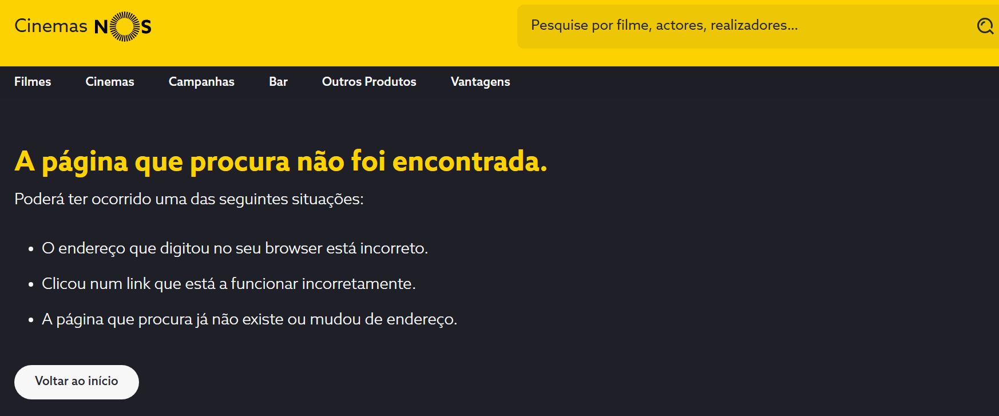 Cinemas NOS
Pesquise por filme, actores, realizadores...
Filmes Cinemas Campanhas Bar Outros Produtos Vantagens
A página que procura não foi encontrada.
Poderá ter ocorrido uma das seguintes situações:
• O endereço que digitou no seu browser está incorreto.
• Clicou num link que está a funcionar incorretamente.
• A página que procura já não existe ou mudou de endereço.
Voltar ao início